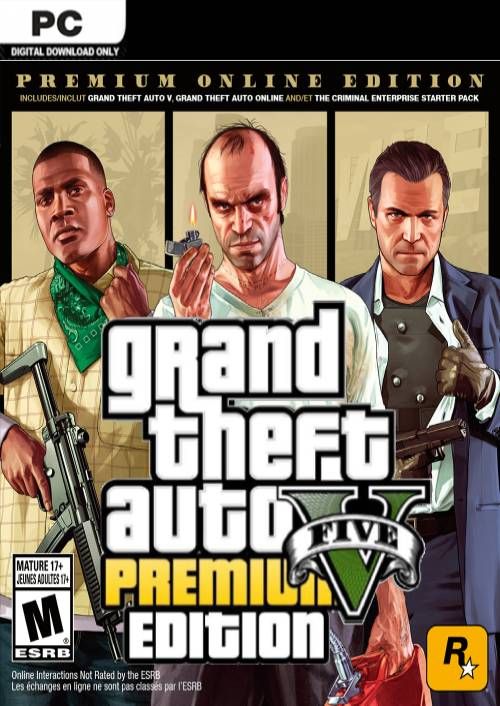 PC
DIGITAL DOWNLOAD ONLY
PREMIUM ONLINE EDITION
INCLUDES/INCLUT GRAND THEFT AUTO V, GRAND THEFT AUTO ONLINE AND/ET THE CRIMINAL ENTERPRISE STARTER PACK
grand
theft
auto V
FIVE
PREMIUM
EDITION
MATURE 17+
JEUNES ADULTES 17+
M
®
ESRB
Online Interactions Not Rated by the ESRB
Les échanges en ligne ne sont pas classés par l'ESRB
R